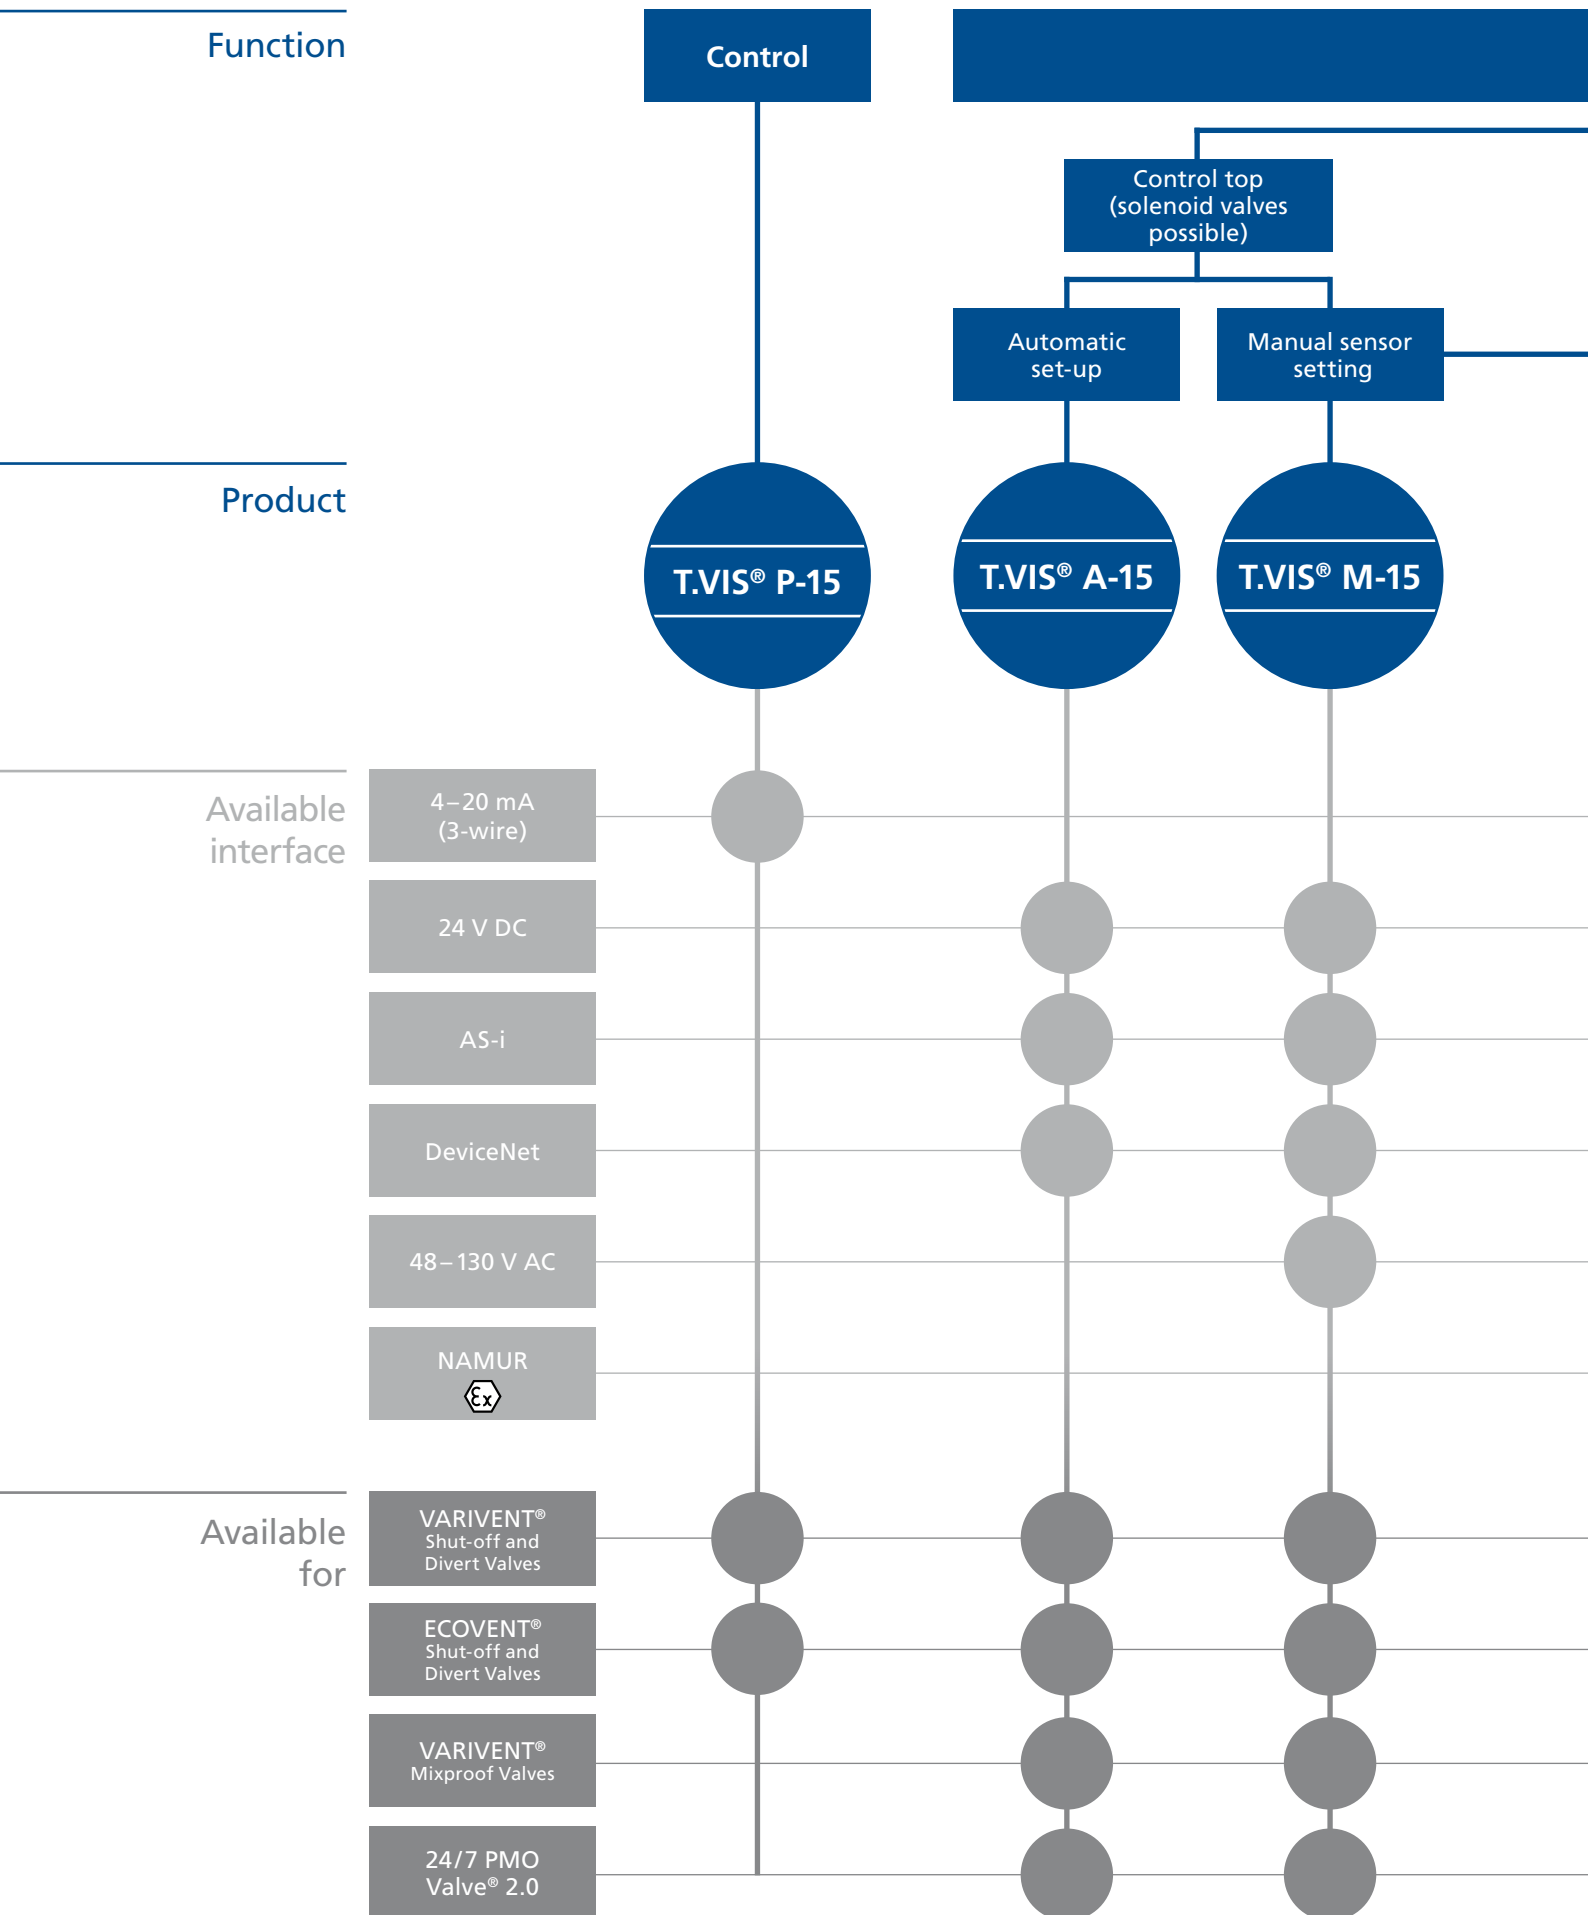 Function
Control
Control top
(solenoid valves
possible)
Automatic
set-up
Manual sensor
setting
Product
T.VIS® P-15
T.VIS® A-15
T.VIS® M-15
Available
interface
4–20 mA
(3-wire)
24 V DC
AS-i
DeviceNet
48–130 V AC
NAMUR
Ex
Available
for
VARIVENT®
Shut-off and
Divert Valves
ECOVENT®
Shut-off and
Divert Valves
VARIVENT®
Mixproof Valves
24/7 PMO
Valve® 2.0